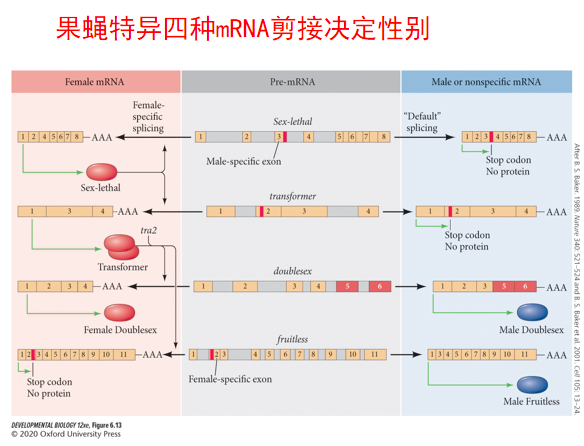 果蝇特异四种mRNA剪接决定性别
Female mRNA
Pre-mRNA
Male or nonspecific mRNA
Female-
specific
splicing
Sex-lethal
"Default"
splicing
1 2 4 5 6 7 8 AAA
1 2 3 4 5 6 7 8
1 2 3 4 5 6 7 8 AAA
Male-specific exon
Stop codon
No protein
Sex-lethal
transformer
1 3 4 AAA
1 2 3 4
1 2 3 4 AAA
tra2
Stop codon
No protein
Transformer
doublesex
1 2 3 4 AAA
1 2 3 4 5 6
1 2 3 5 6 AAA
Female Doublesex
Male Doublesex
fruitless
1 2 3 4 5 6 7 8 9 10 11 AAA
1 2 3 4 5 6 7 8 9 10 11
1 3 4 5 6 7 8 9 10 11 AAA
Stop codon
No protein
Female-specific exon
Male Fruitless
After B. S. Baker. 1989. Nature 340: 521–524 and B. S. Baker et al. 2001. Cell 105: 13–24.
DEVELOPMENTAL BIOLOGY 12xe, Figure 6.13
© 2020 Oxford University Press